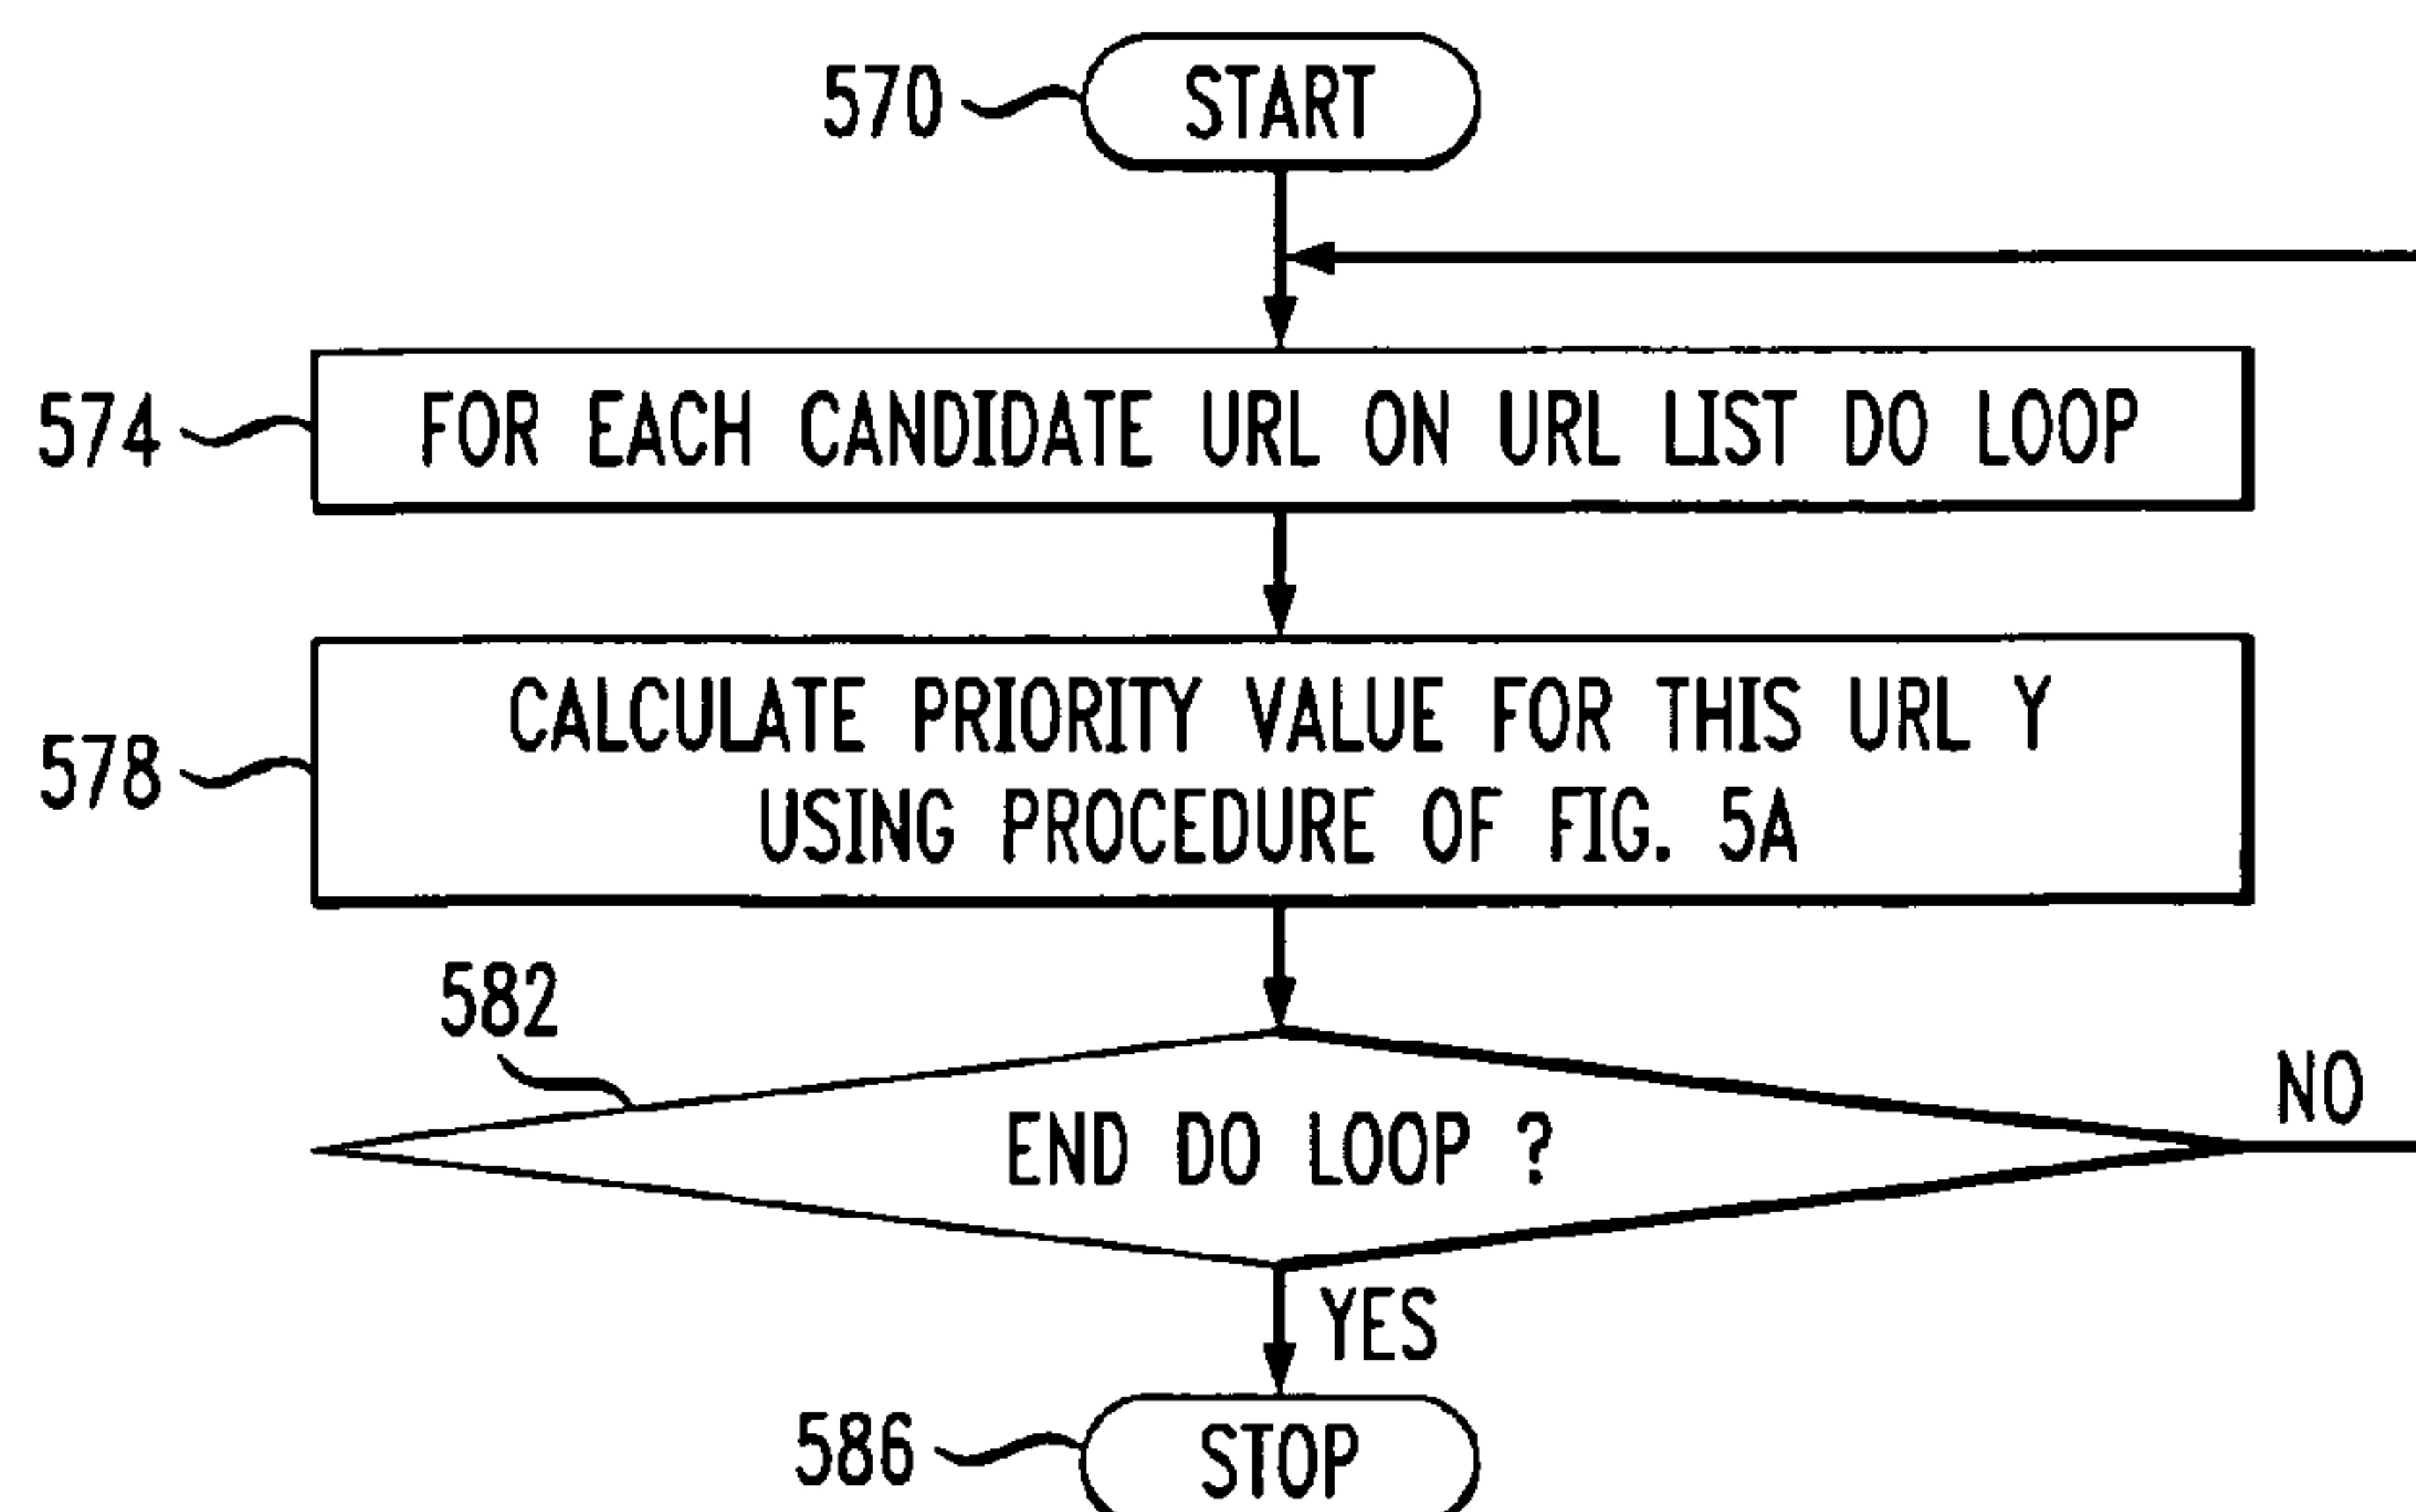 570 START
574 FOR EACH CANDIDATE URL ON URL LIST DO LOOP
578 CALCULATE PRIORITY VALUE FOR THIS URL Y
USING PROCEDURE OF FIG. 5A
582
END DO LOOP ?
NO
YES
586 STOP